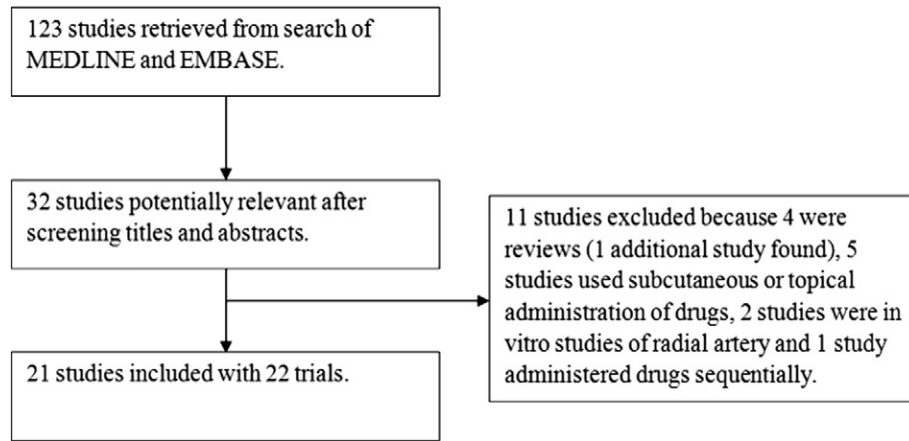 123 studies retrieved from search of
MEDLINE and EMBASE.
32 studies potentially relevant after
screening titles and abstracts.
11 studies excluded because 4 were
reviews (1 additional study found), 5
studies used subcutaneous or topical
administration of drugs, 2 studies were in
vitro studies of radial artery and 1 study
administered drugs sequentially.
21 studies included with 22 trials.